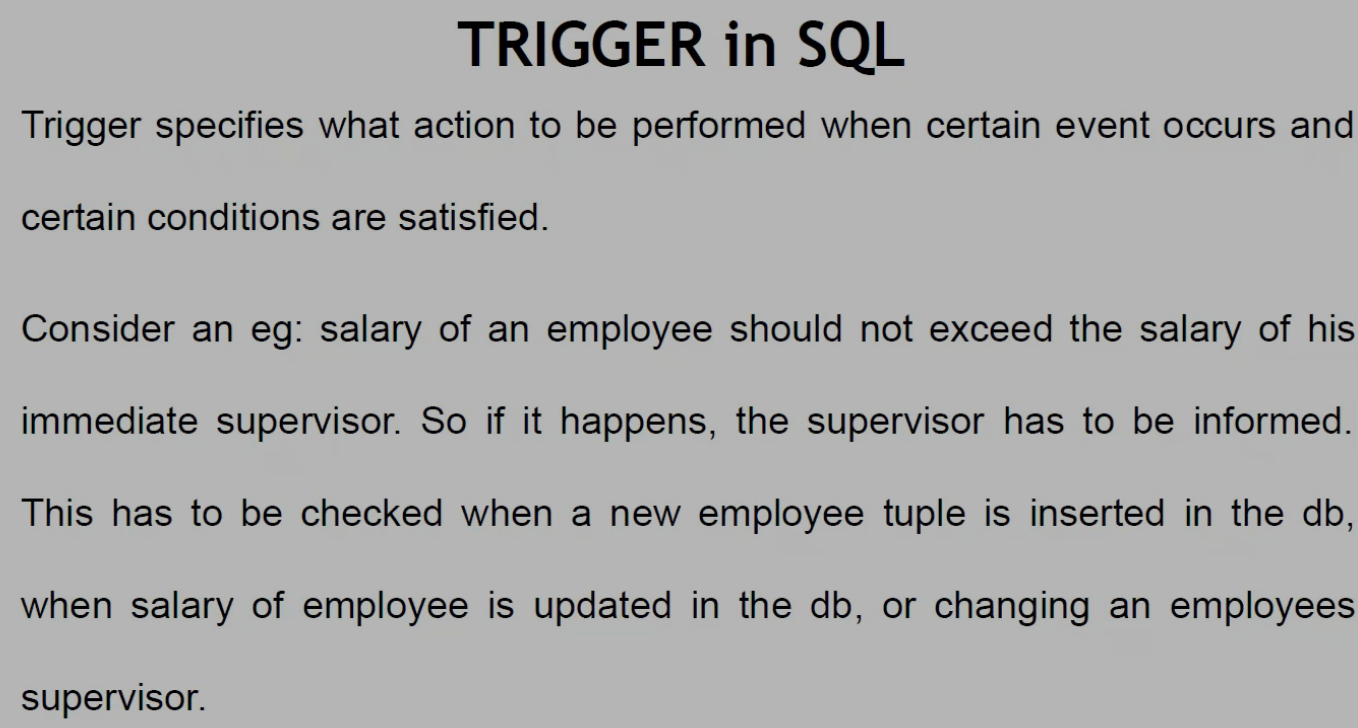 TRIGGER in SQL
Trigger specifies what action to be performed when certain event occurs and
certain conditions are satisfied.
Consider an eg: salary of an employee should not exceed the salary of his
immediate supervisor. So if it happens, the supervisor has to be informed.
This has to be checked when a new employee tuple is inserted in the db,
when salary of employee is updated in the db, or changing an employees
supervisor.